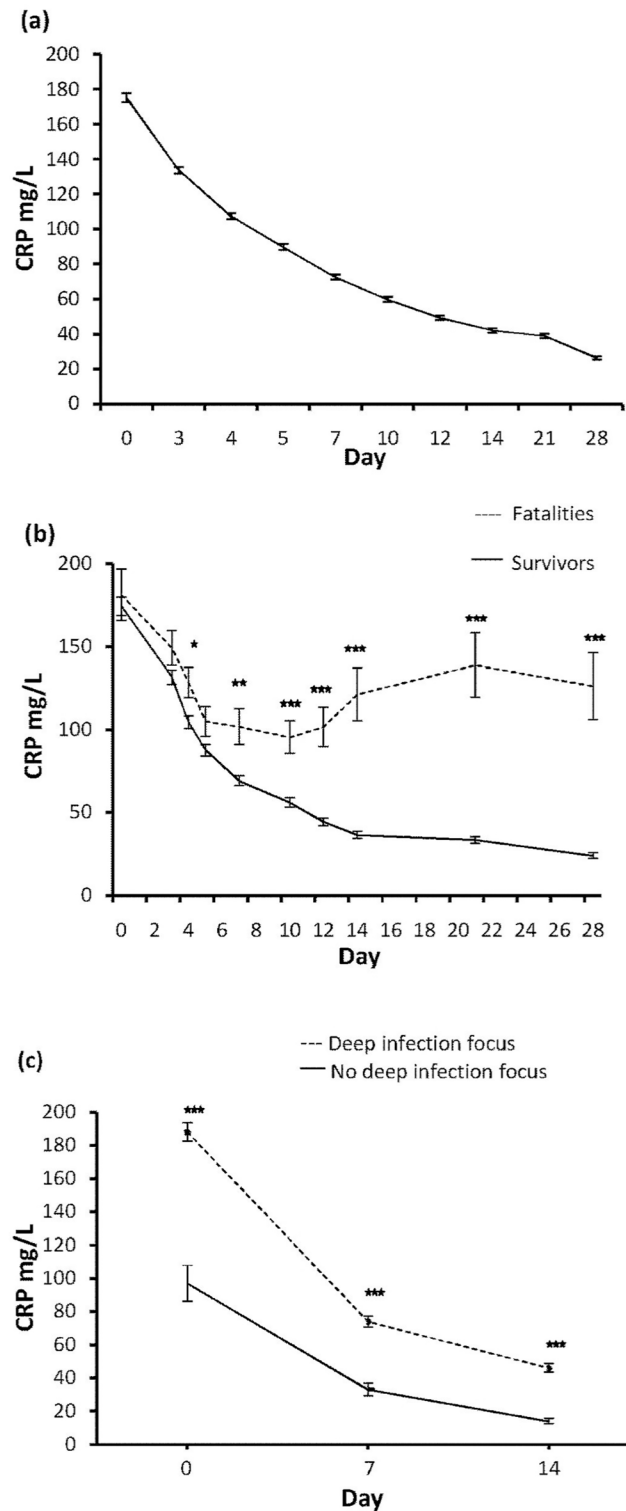 (a)
200
180
160
140
120
100
80
60
40
20
0
CRP mg/L
0 3 4 5 7 10 12 14 21 28
Day
Fatalities
(b)
Survivors
200
150
100
50
0
CRP mg/L
* ** *** *** *** *** ***
0 2 4 6 8 10 12 14 16 18 20 22 24 26 28
Day
Deep infection focus
(c)
No deep infection focus
200
180
160
140
120
100
80
60
40
20
0
CRP mg/L
*** *** ***
0 7 14
Day